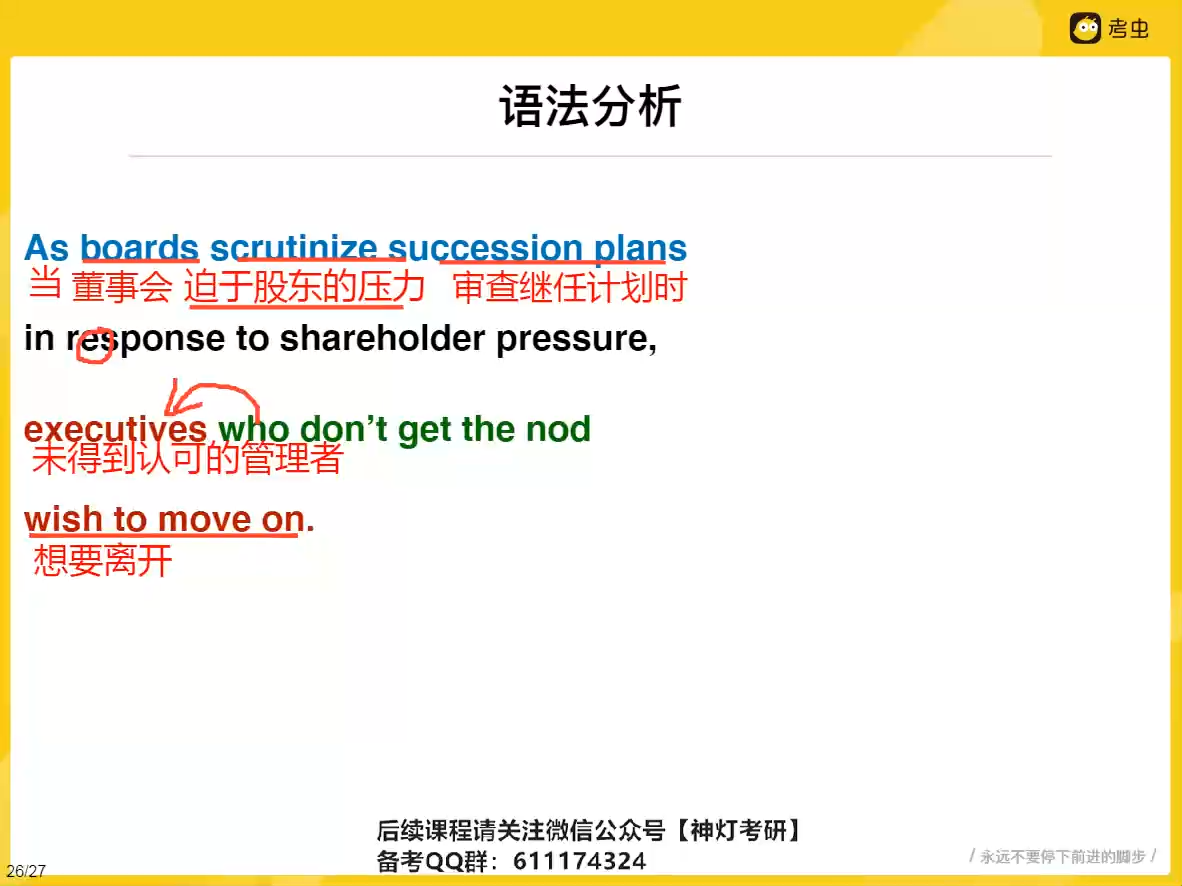 考虫
语法分析
As boards scrutinize succession plans
当 董事会 迫于股东的压力 审查继任计划时
in response to shareholder pressure,
executives who don’t get the nod
未得到认可的管理者
wish to move on.
想要离开
后续课程请关注微信公众号【神灯考研】
备考QQ群：611174324
/ 永远不要停下前进的脚步 /
26/27